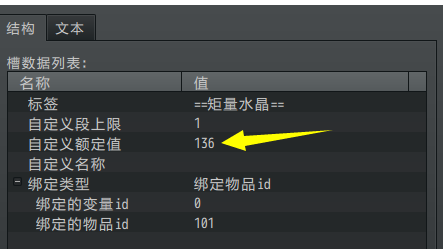 结构 文本
槽数据列表:
名称 值
标签 ==矩量水晶==
自定义段上限 1
自定义额定值 136
自定义名称
绑定类型 绑定物品id
绑定的变量id 0
绑定的物品id 101